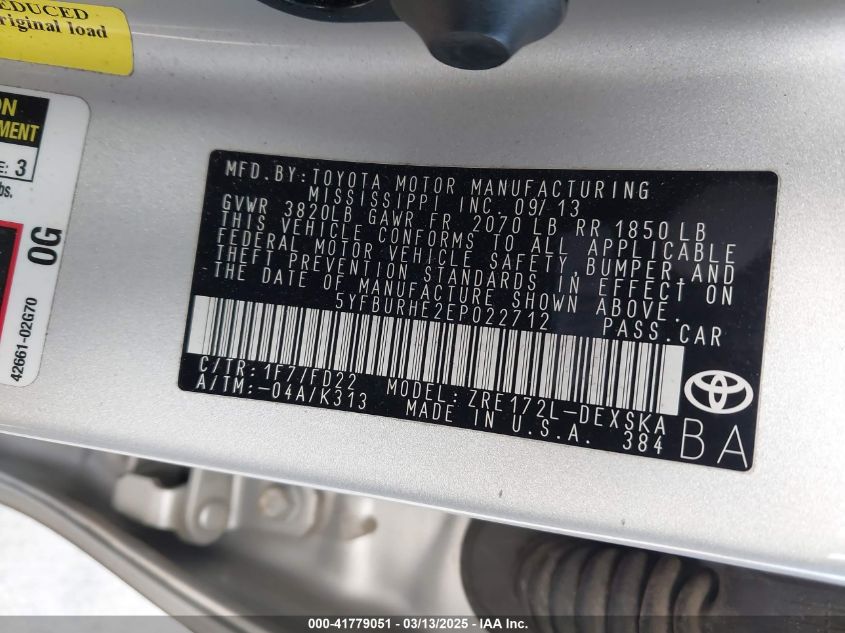 EDUCED
riginal load
ON
MENT
E: 3
bs.
0G
42661-02G70
MFD. BY: TOYOTA MOTOR MANUFACTURING
MISSISSIPPI INC. 09/13
GVWR 3820LB GAWR FR 2070 LB RR 1850 LB
THIS VEHICLE CONFORMS TO ALL APPLICABLE
FEDERAL MOTOR VEHICLE SAFETY, BUMPER AND
THEFT PREVENTION STANDARDS IN EFFECT ON
THE DATE OF MANUFACTURE SHOWN ABOVE.
5YFBURHE2EP022712 PASS.CAR
C/TR: 1F7/FD22 MODEL: ZRE172L-DEXSKA
A/TM:-04A/K313 MADE IN U.S.A. 384
BA
000-41779051 — 03/13/2025 — IAA Inc.